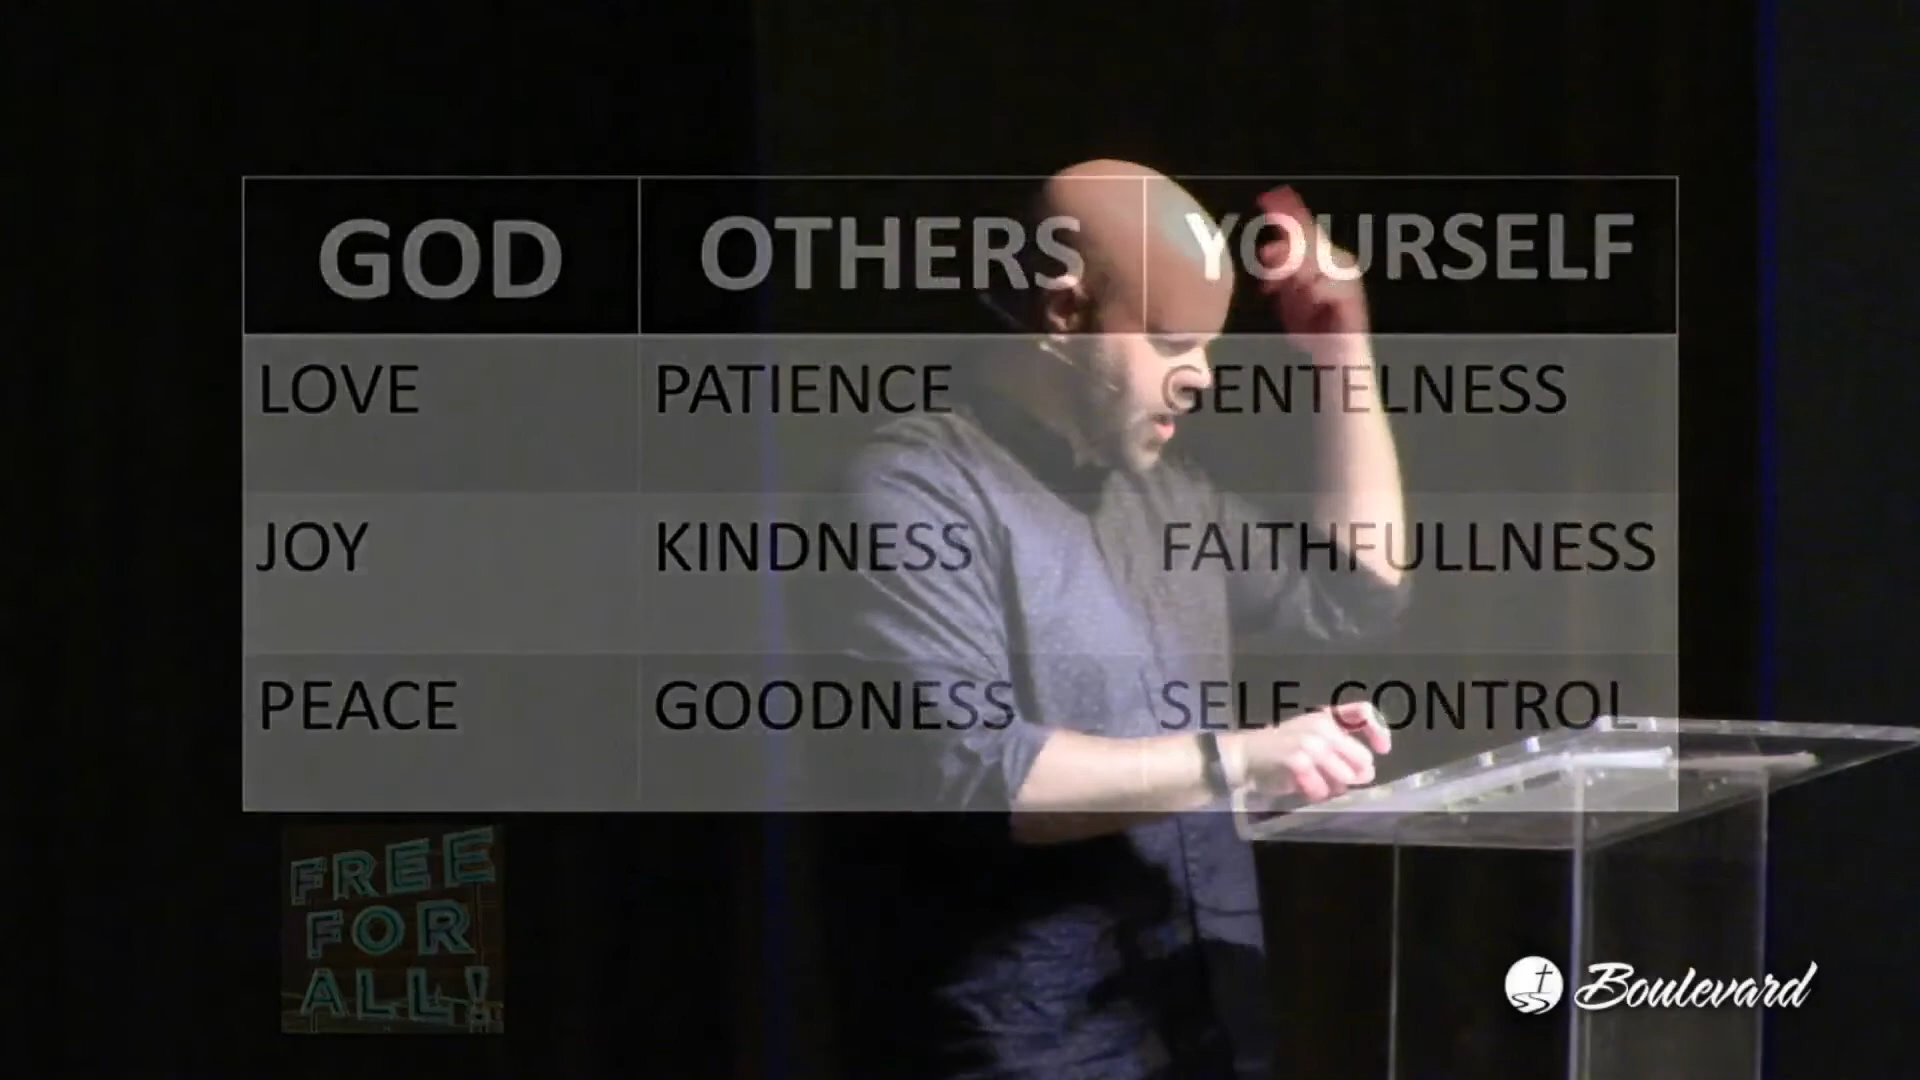 GOD OTHERS YOURSELF
LOVE PATIENCE GENTELNESS
JOY KINDNESS FAITHFULLNESS
PEACE GOODNESS SELF-CONTROL
FREE
FOR
ALL!
Boulevard